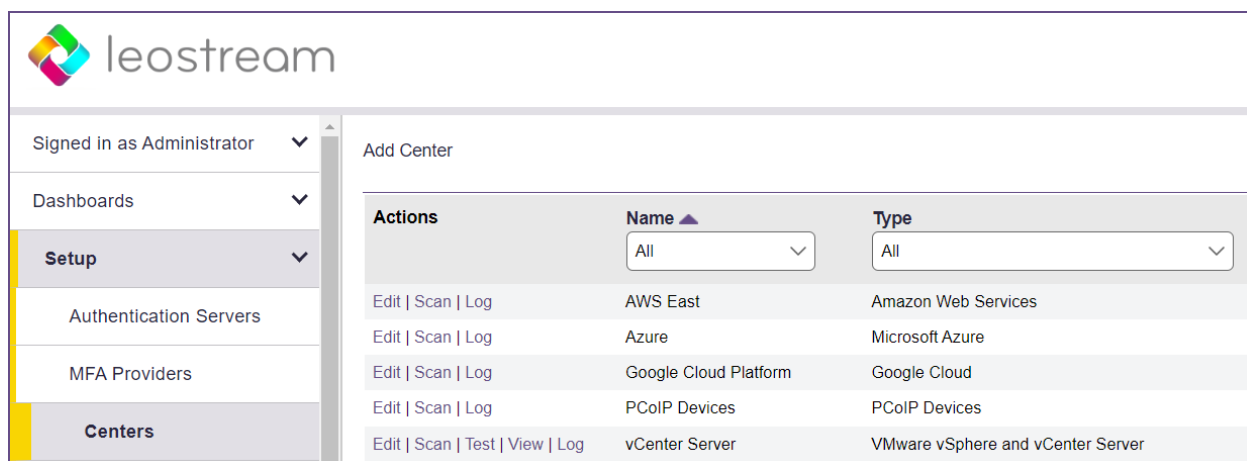 leostream
Signed in as Administrator
Add Center
Dashboards
Actions Name Type
Setup All All
Edit | Scan | Log AWS East Amazon Web Services
Authentication Servers
Edit | Scan | Log Azure Microsoft Azure
MFA Providers Edit | Scan | Log Google Cloud Platform Google Cloud
Edit | Scan | Log PCoIP Devices PCoIP Devices
Centers
Edit | Scan | Test | View | Log vCenter Server VMware vSphere and vCenter Server